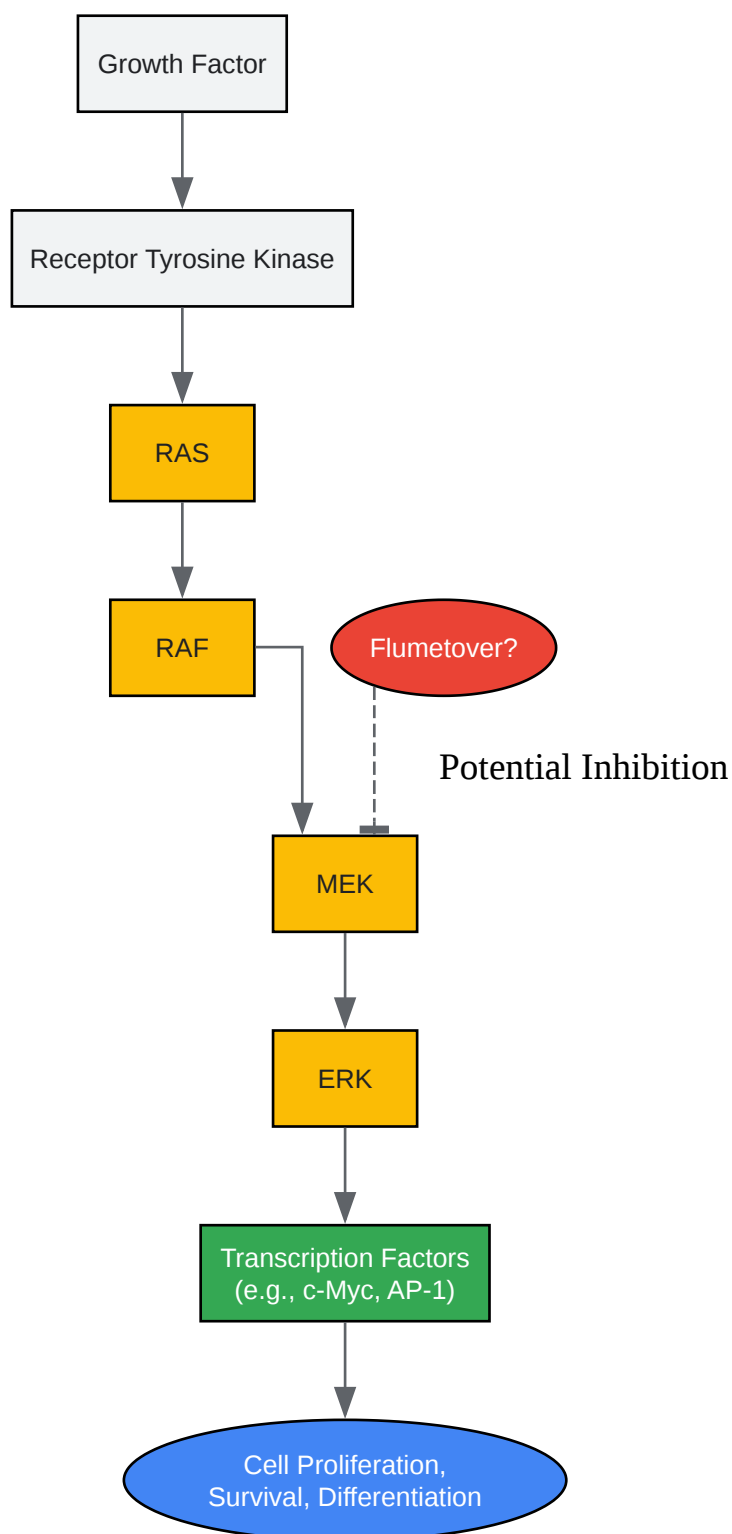 Growth Factor
Receptor Tyrosine Kinase
RAS
RAF
Flumetover?
Potential Inhibition
MEK
ERK
Transcription Factors
(e.g., c-Myc, AP-1)
Cell Proliferation,
Survival, Differentiation